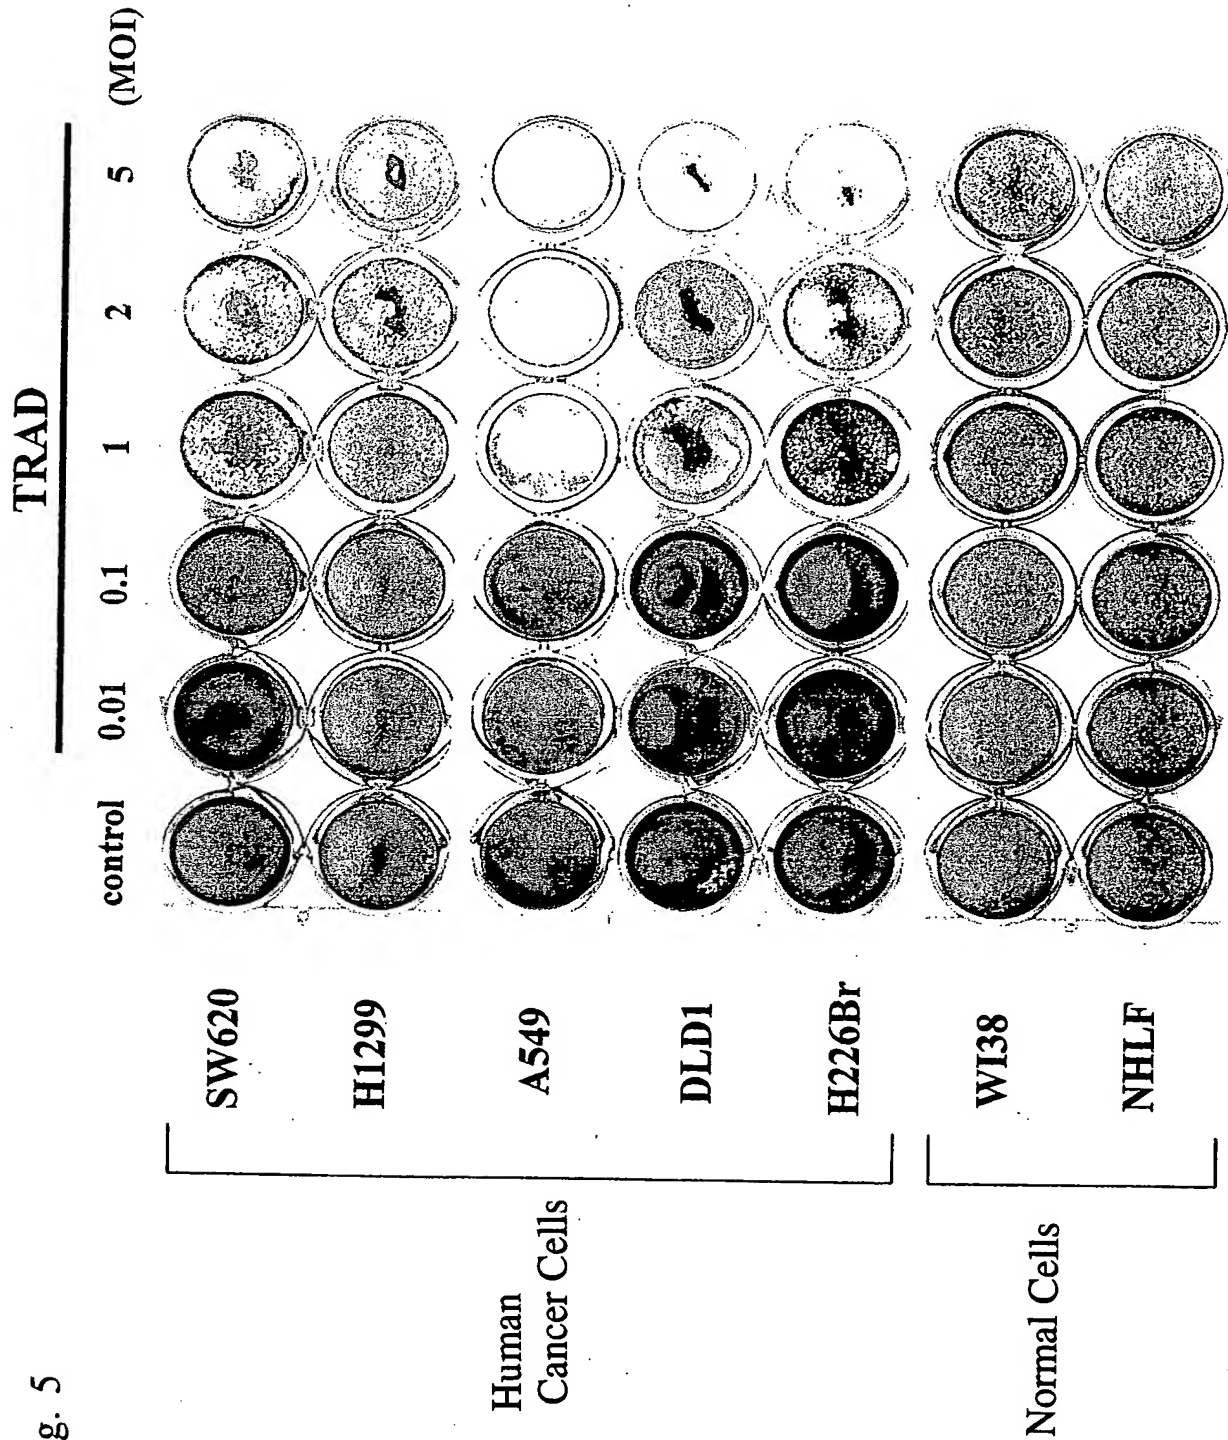 g. 5
TRAD
control 0.01 0.1 1 2 5 (MOI)
Human
Cancer Cells
SW620
H1299
A549
DLD1
H226Br
Normal Cells
WI38
NHLF